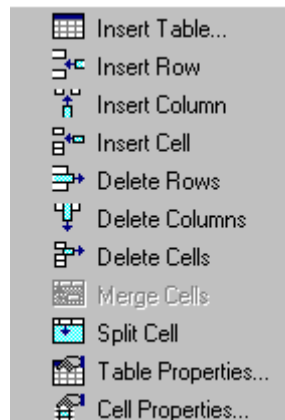 Insert Table...
Insert Row
Insert Column
Insert Cell
Delete Rows
Delete Columns
Delete Cells
Merge Cells
Split Cell
Table Properties...
Cell Properties...